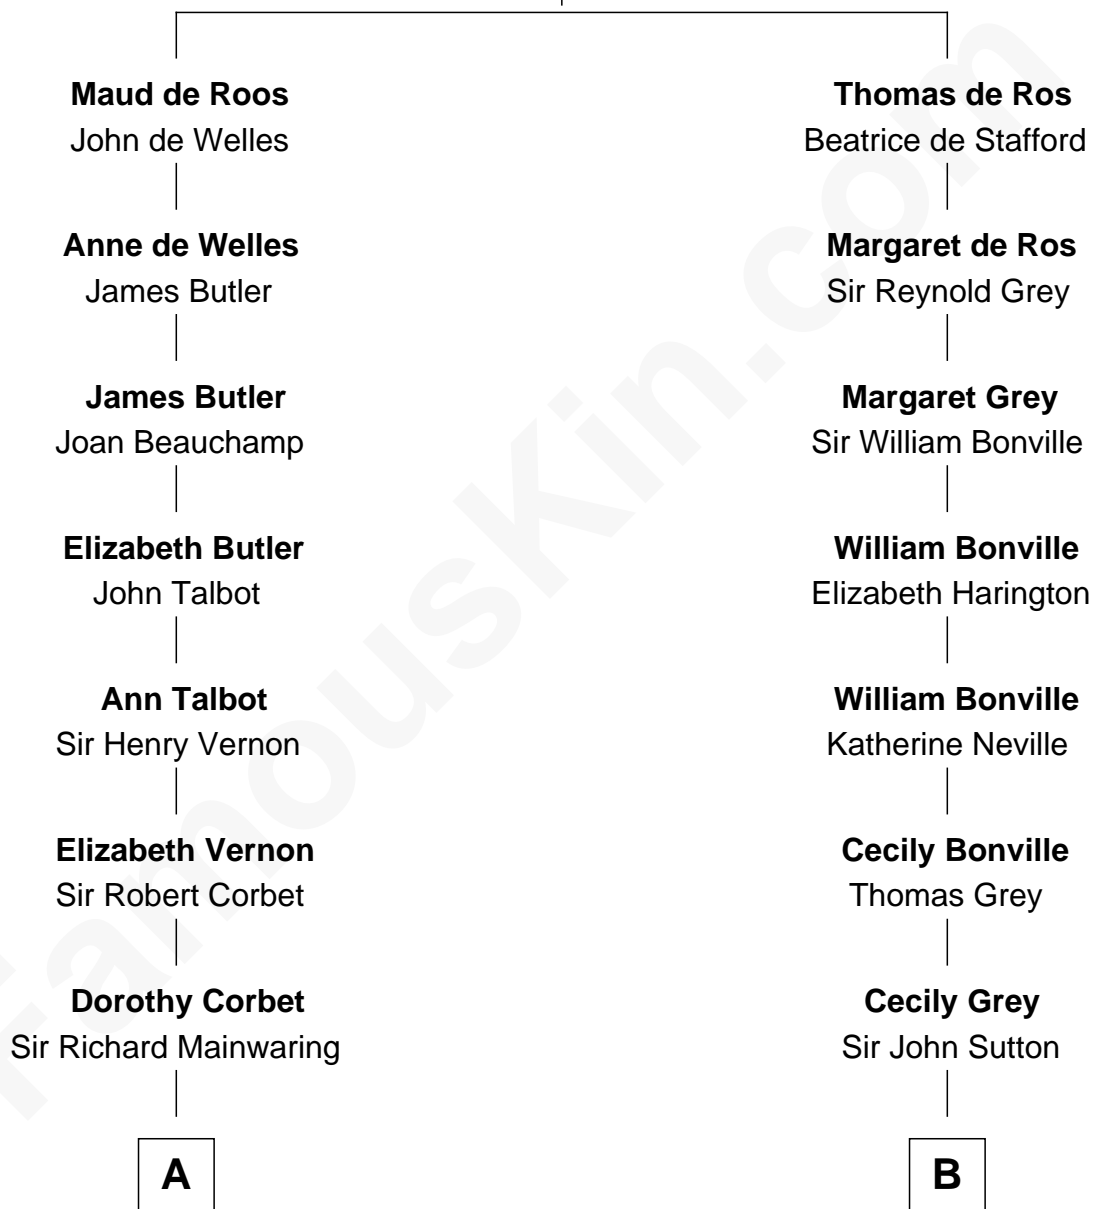 Maud de Roos
John de Welles
Thomas de Ros
Beatrice de Stafford
Anne de Welles
James Butler
Margaret de Ros
Sir Reynold Grey
James Butler
Joan Beauchamp
Margaret Grey
Sir William Bonville
Elizabeth Butler
John Talbot
William Bonville
Elizabeth Harington
Ann Talbot
Sir Henry Vernon
William Bonville
Katherine Neville
Elizabeth Vernon
Sir Robert Corbet
Cecily Bonville
Thomas Grey
Dorothy Corbet
Sir Richard Mainwaring
Cecily Grey
Sir John Sutton
A
B
FamousKin.com